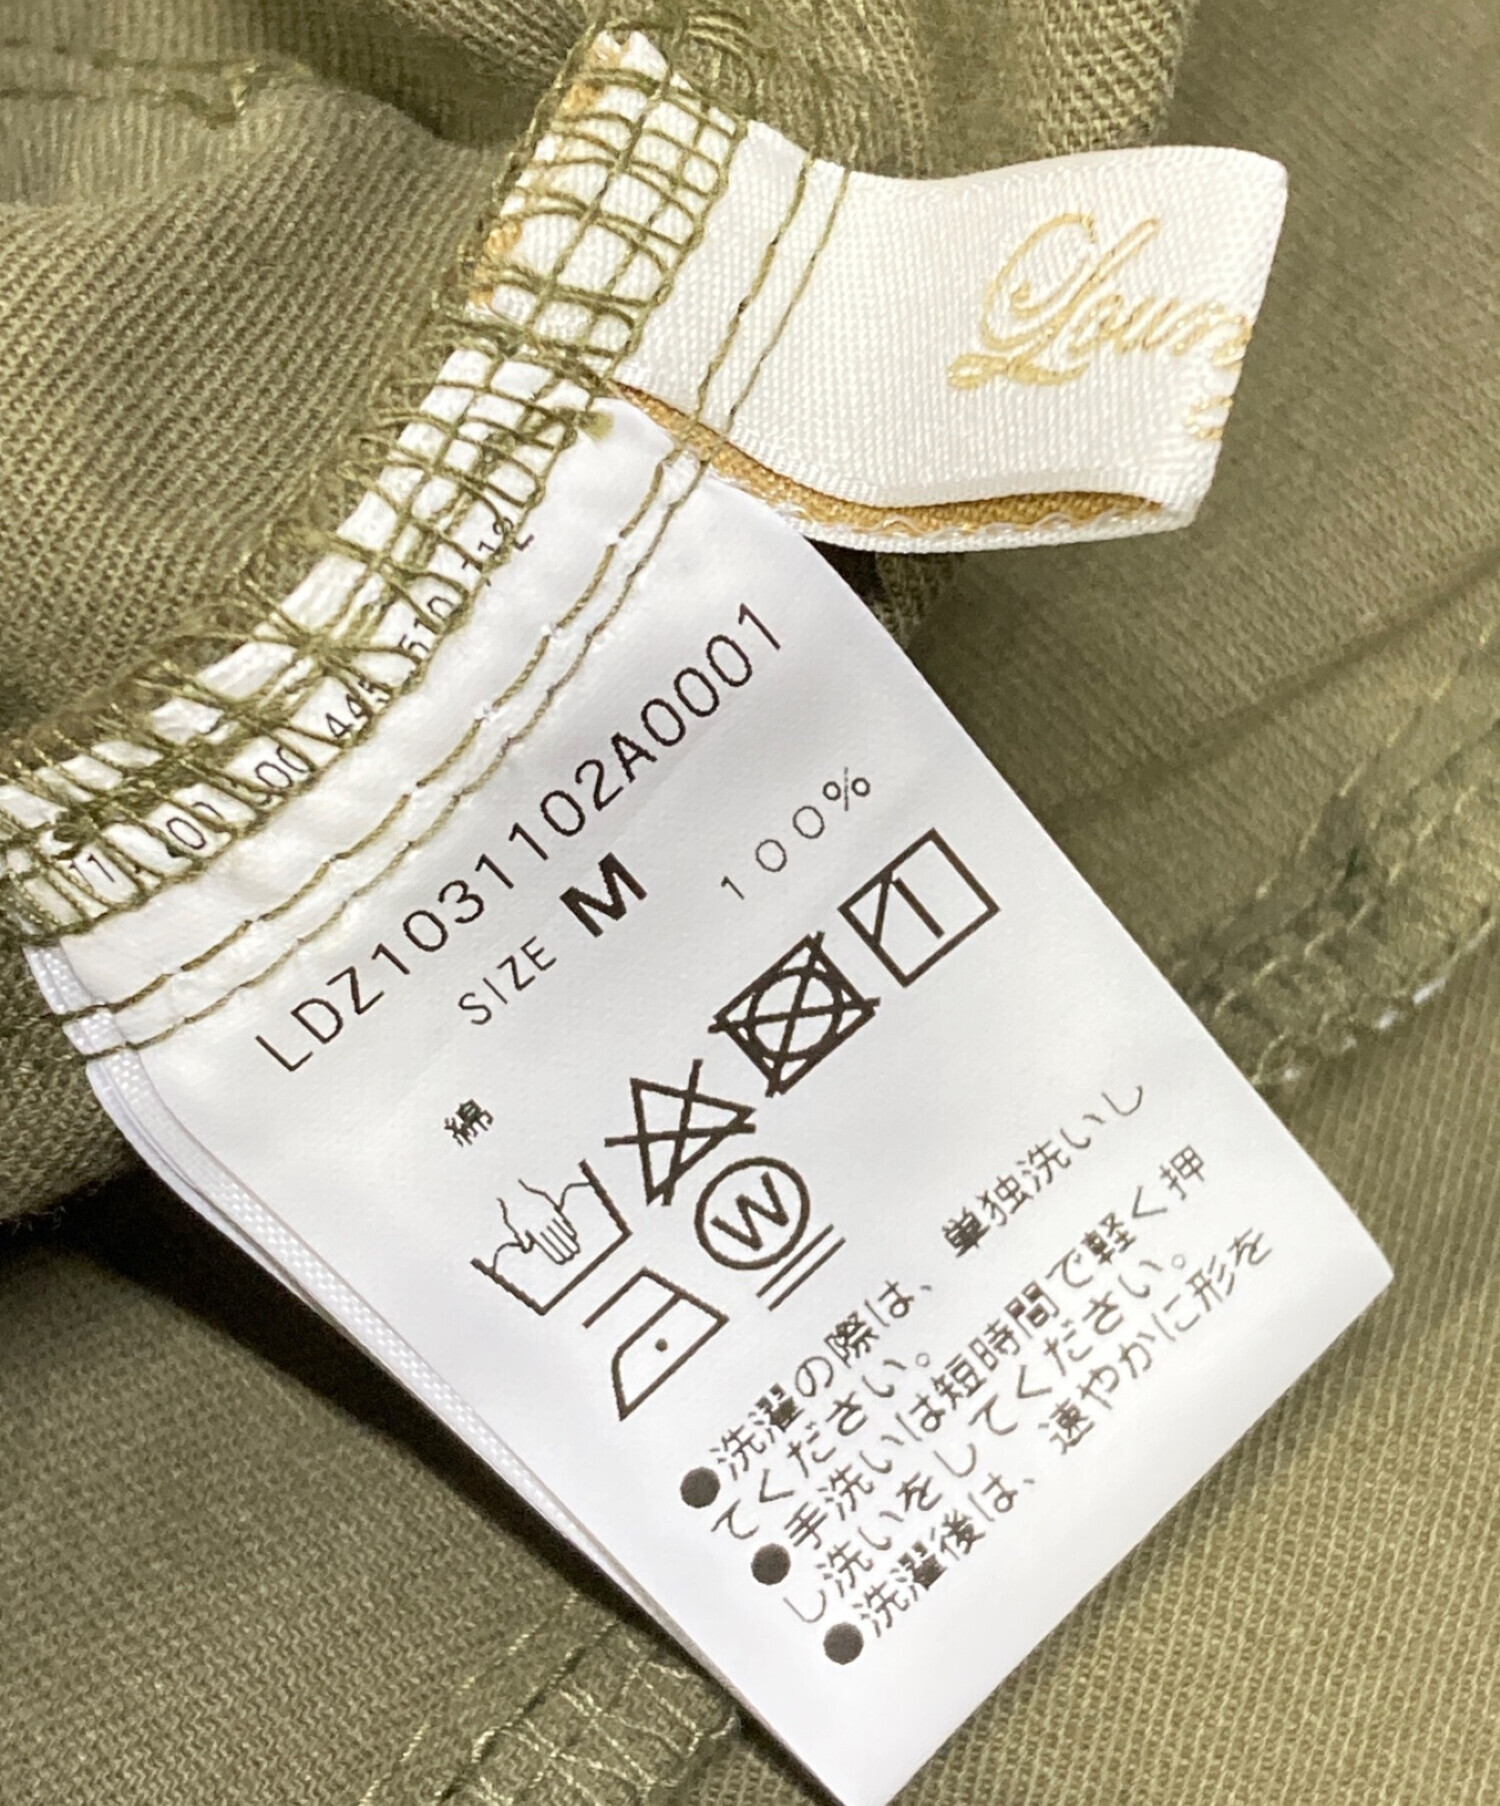 LDZ1031102A0001
SIZE M
綿 100%
W
●洗濯の際は、単独洗いし
てください。
●手洗いは短時間で軽く押
し洗いをしてください。
●洗濯後は、速やかに形を